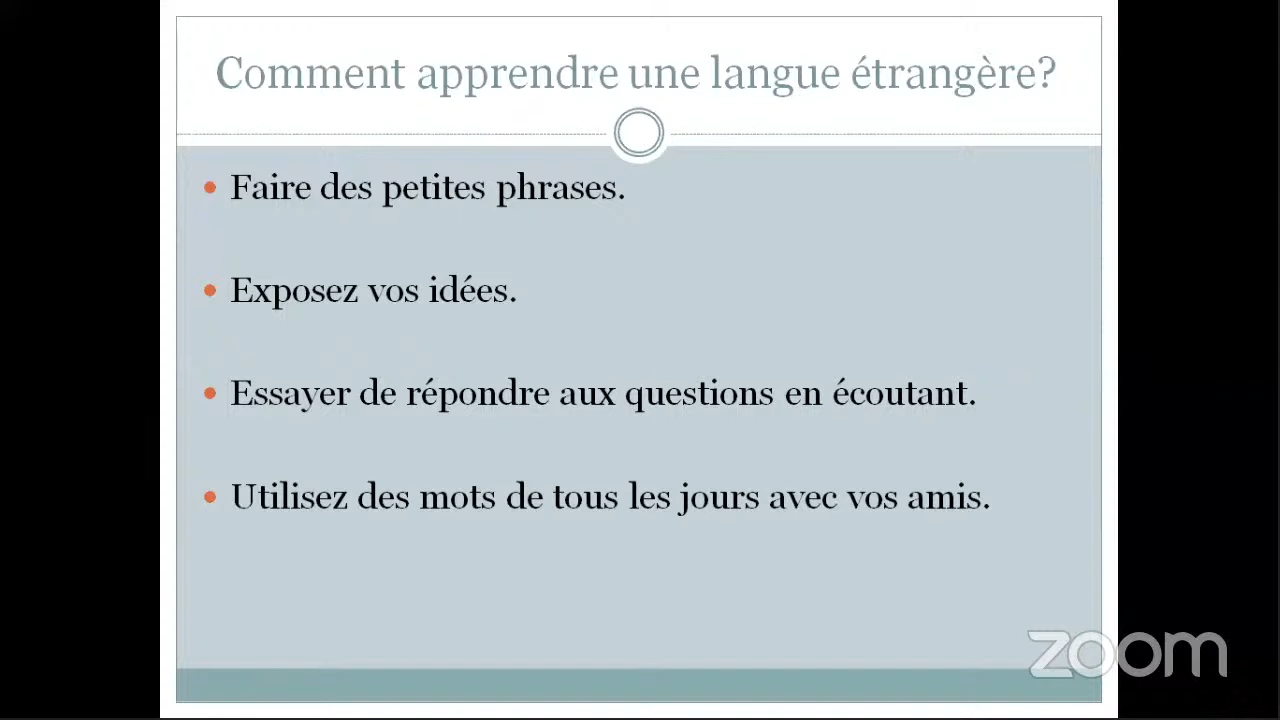 Comment apprendre une langue étrangère?
Faire des petites phrases.
Exposez vos idées.
Essayer de répondre aux questions en écoutant.
Utilisez des mots de tous les jours avec vos amis.
zoom